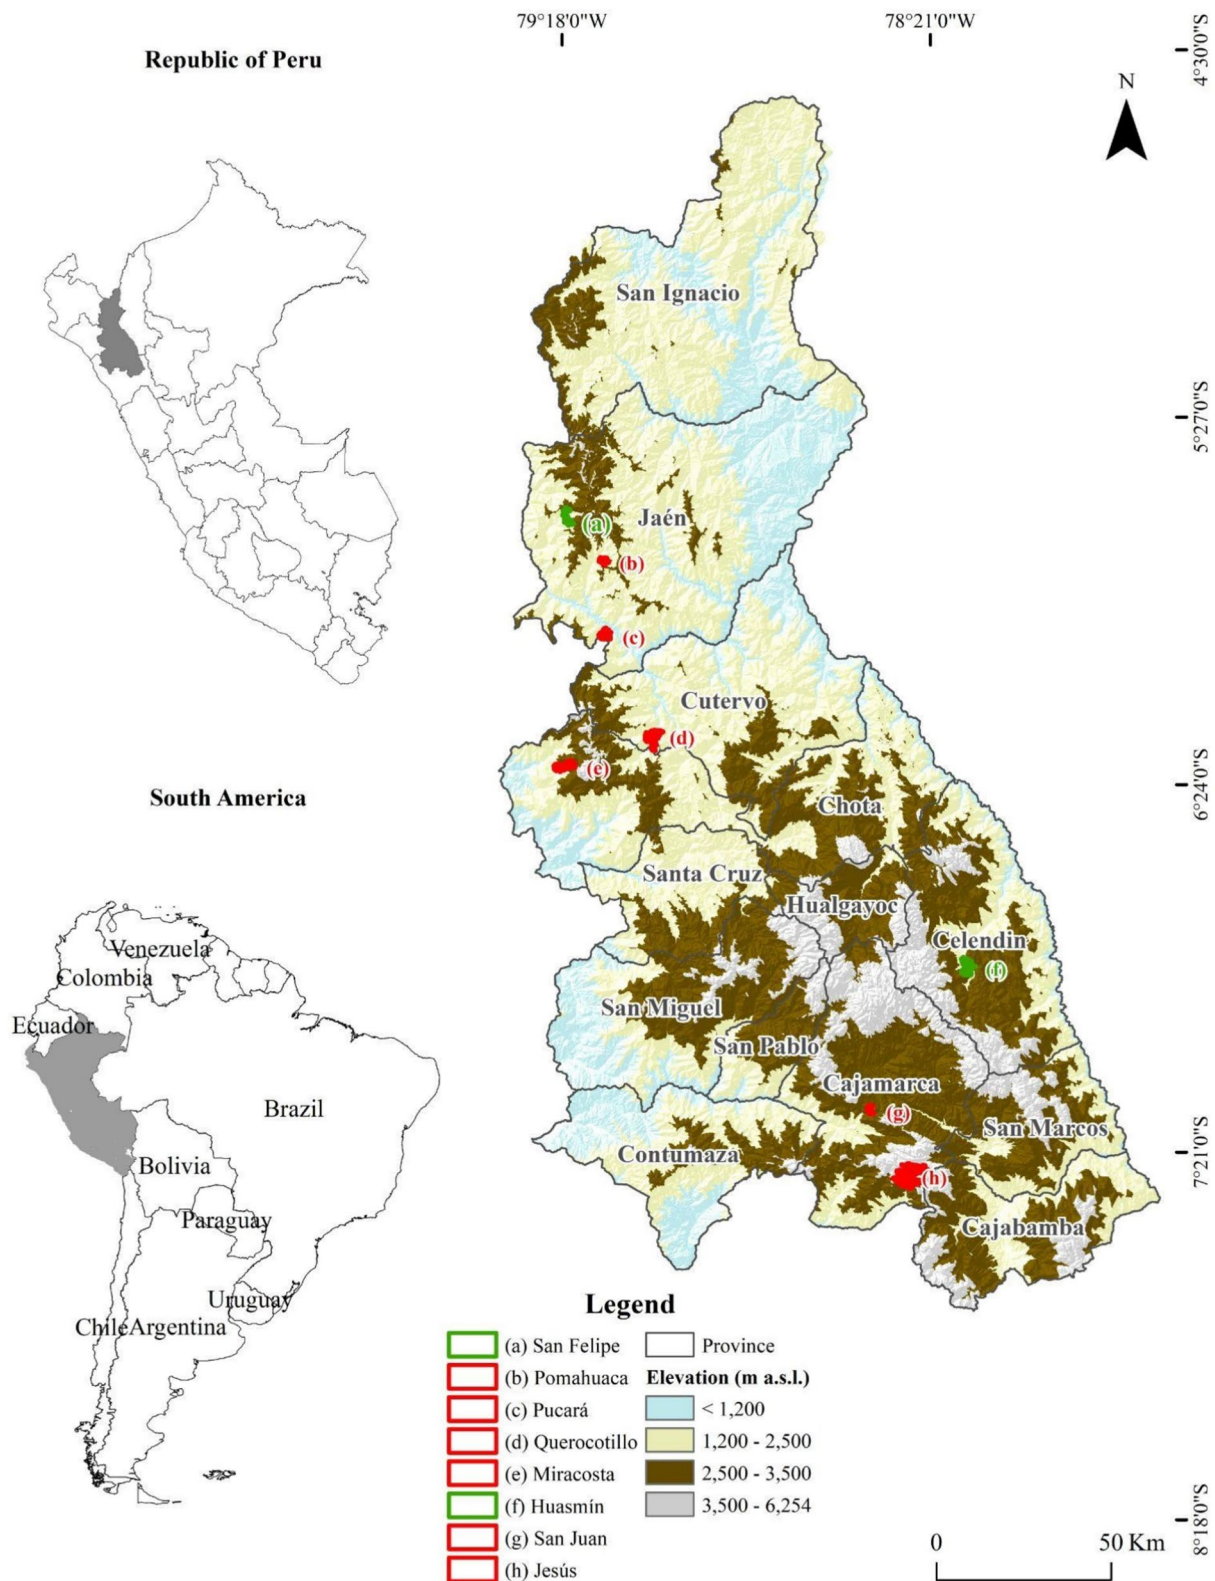 79°18'0"W
78°21'0"W
4°30'0"S
Republic of Peru
N
San Ignacio
5°27'0"S
(a)
Jaén
(b)
(c)
Cutervo
(d)
(e)
6°24'0"S
South America
Chota
Santa Cruz
Hualgayoc
Celendin
(f)
San Miguel
San Pablo
Cajamarca
(g)
San Marcos
Contumaza
7°21'0"S
(h)
Cajabamba
Venezuela
Colombia
Ecuador
Brazil
Bolivia
Paraguay
Uruguay
Chile
Argentina
Legend
(a) San Felipe
(b) Pomahuaca
(c) Pucará
(d) Querocotillo
(e) Miracosta
(f) Huasmín
(g) San Juan
(h) Jesús
Province
Elevation (m a.s.l.)
< 1,200
1,200 - 2,500
2,500 - 3,500
3,500 - 6,254
8°18'0"S
0
50 Km